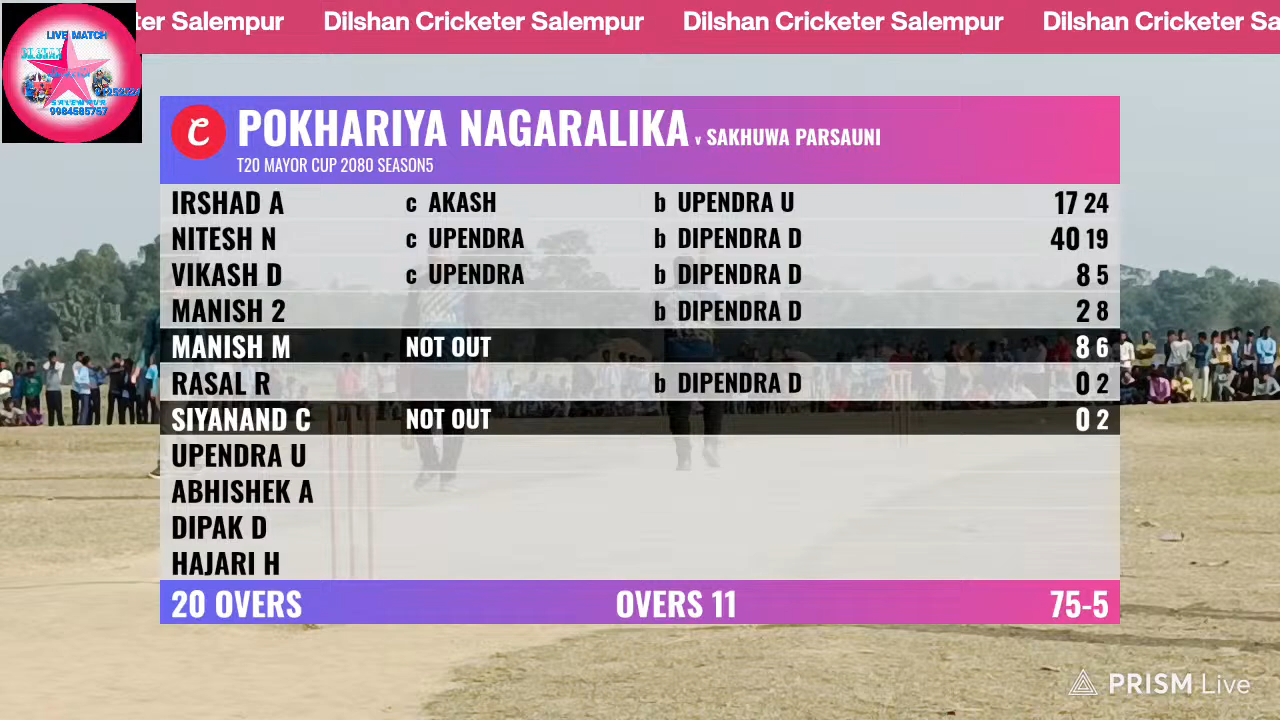 ter Salempur Dilshan Cricketer Salempur Dilshan Cricketer Salempur Dilshan Cricketer Sa
LIVE MATCH
SALEMPUR
9984585757
C POKHARIYA NAGARALIKA v SAKHUWA PARSAUNI
T20 MAYOR CUP 2080 SEASON5
IRSHAD A c AKASH b UPENDRA U 17 24
NITESH N c UPENDRA b DIPENDRA D 40 19
VIKASH D c UPENDRA b DIPENDRA D 8 5
MANISH 2 b DIPENDRA D 2 8
MANISH M NOT OUT 8 6
RASAL R b DIPENDRA D 0 2
SIYANAND C NOT OUT 0 2
UPENDRA U
ABHISHEK A
DIPAK D
HAJARI H
20 OVERS OVERS 11 75-5
PRISM Live